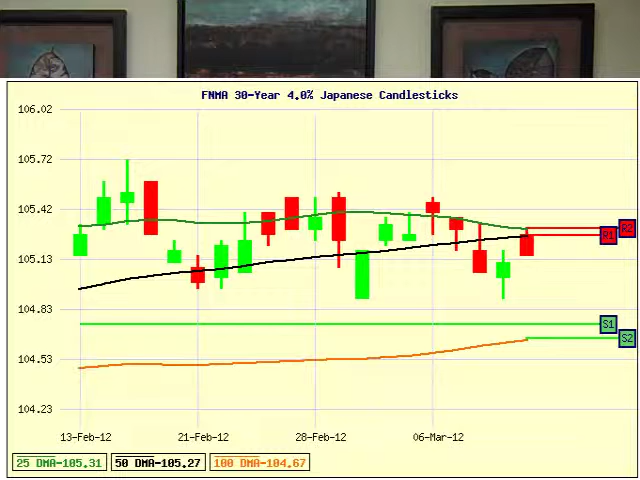 FNMA 30-Year 4.0% Japanese Candlesticks
106.02
105.72
105.42
105.13
104.83
104.53
104.23
R2
R1
S1
S2
13-Feb-12 21-Feb-12 28-Feb-12 06-Mar-12
25 DMA-105.31 50 DMA-105.27 100 DMA-104.67